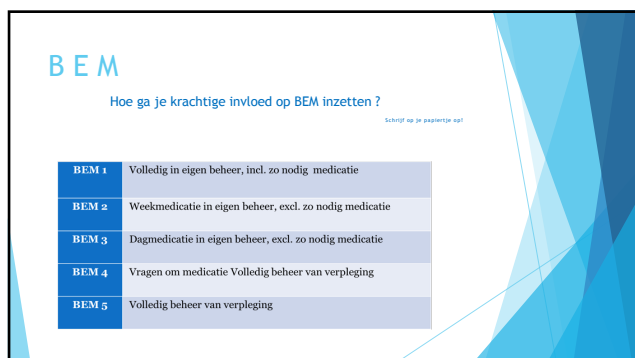 B E M
Hoe ga je krachtige invloed op BEM inzetten ?
Schrijf op je papiertje op!
BEM 1 Volledig in eigen beheer, incl. zo nodig medicatie
BEM 2 Weekmedicatie in eigen beheer, excl. zo nodig medicatie
BEM 3 Dagmedicatie in eigen beheer, excl. zo nodig medicatie
BEM 4 Vragen om medicatie Volledig beheer van verpleging
BEM 5 Volledig beheer van verpleging